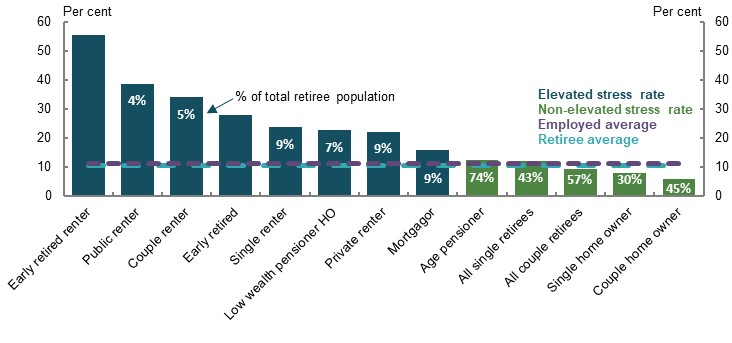 Per cent
Per cent
60
50
40
30
20
10
0
60
50
40
30
20
10
0
4%
5%
9%
7%
9%
9%
74%
43%
57%
30%
45%
% of total retiree population
Elevated stress rate
Non-elevated stress rate
Employed average
Retiree average
Early retired renter
Public renter
Couple renter
Early retired
Single renter
Low wealth pensioner HO
Private renter
Mortgagor
Age pensioner
All single retirees
All couple retirees
Single home owner
Couple home owner